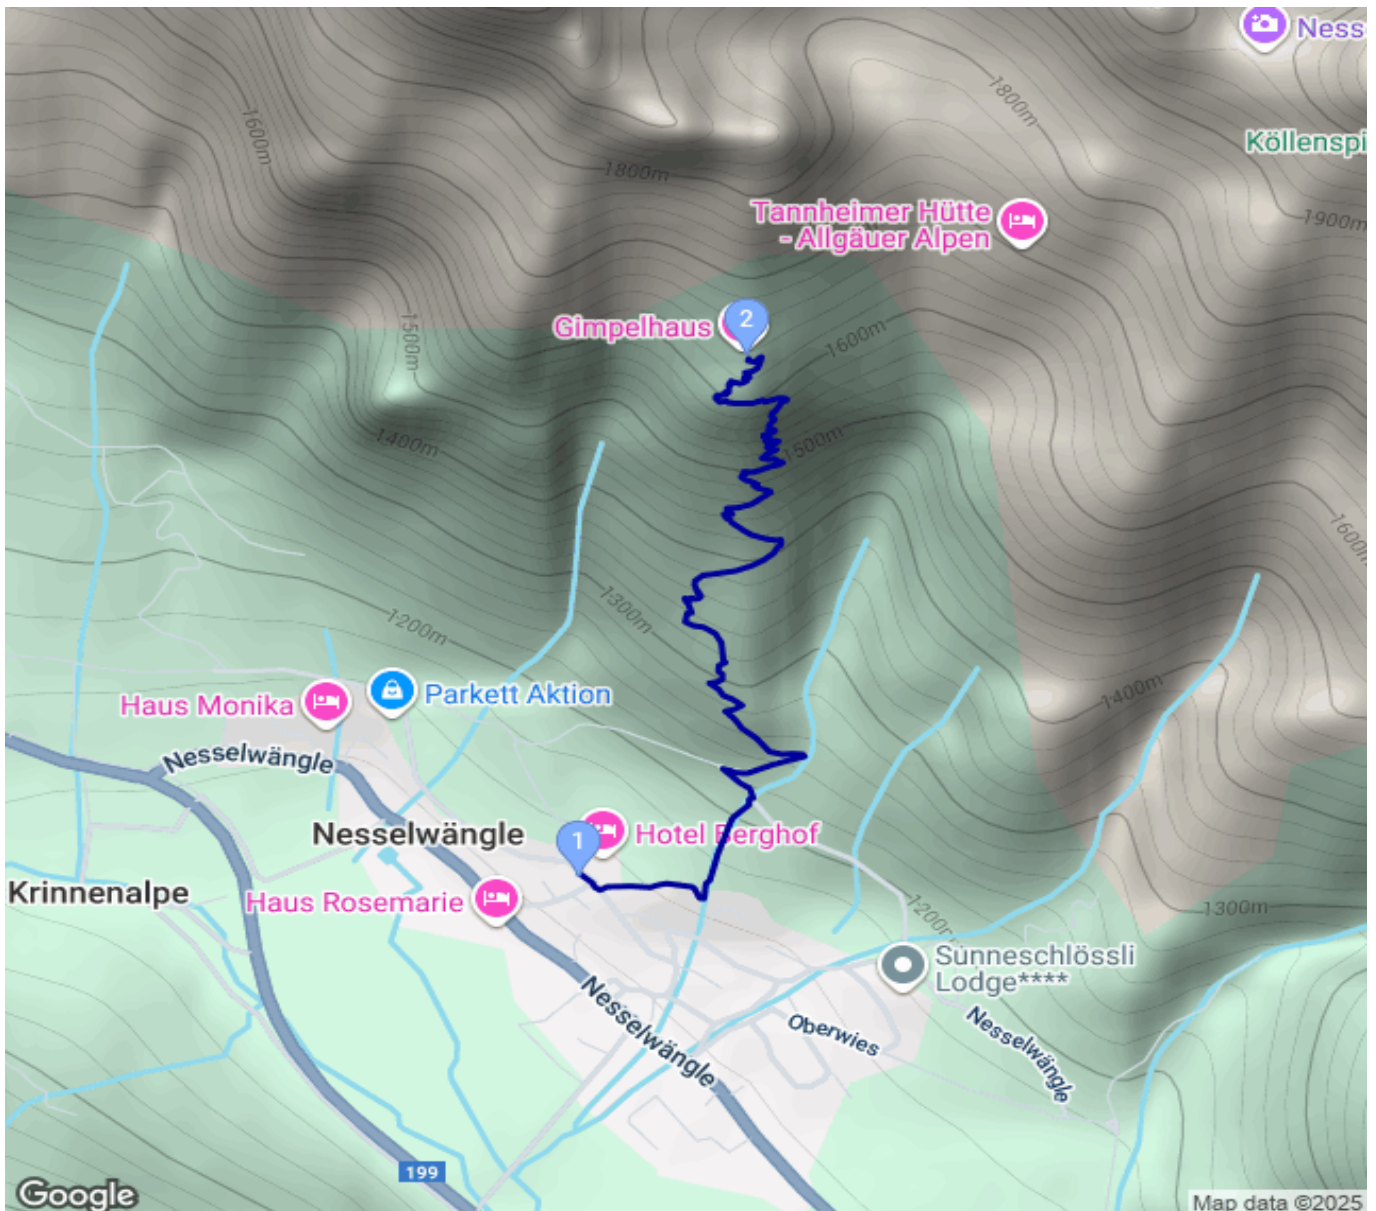 Ness
1800m
1600m
Köllenspi
1800m
Tannheimer Hütte
- Allgäuer Alpen
1900m
2
Gimpelhaus
1600m
1500m
1400m
1500m
1600m
1300m
1200m
1400m
Haus Monika
Parkett Aktion
Nesselwängle
Nesselwängle
1
Hotel Berghof
Krinnenalpe
Haus Rosemarie
1200m
1300m
Sunneschlössli
Lodge****
Nesselwängle
Oberwies
Nesselwängle
199
Google
Map data ©2025